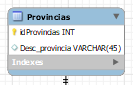 Provincias
idProvincias INT
Desc_provincia VARCHAR(45)
Indexes